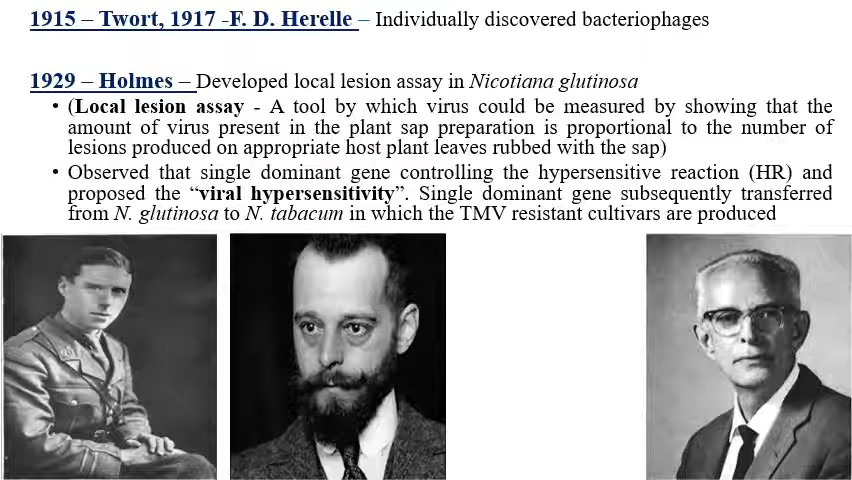 1915 – Twort, 1917 -F. D. Herelle – Individually discovered bacteriophages
1929 – Holmes – Developed local lesion assay in Nicotiana glutinosa
• (Local lesion assay - A tool by which virus could be measured by showing that the
amount of virus present in the plant sap preparation is proportional to the number of
lesions produced on appropriate host plant leaves rubbed with the sap)
• Observed that single dominant gene controlling the hypersensitive reaction (HR) and
proposed the “viral hypersensitivity”. Single dominant gene subsequently transferred
from N. glutinosa to N. tabacum in which the TMV resistant cultivars are produced